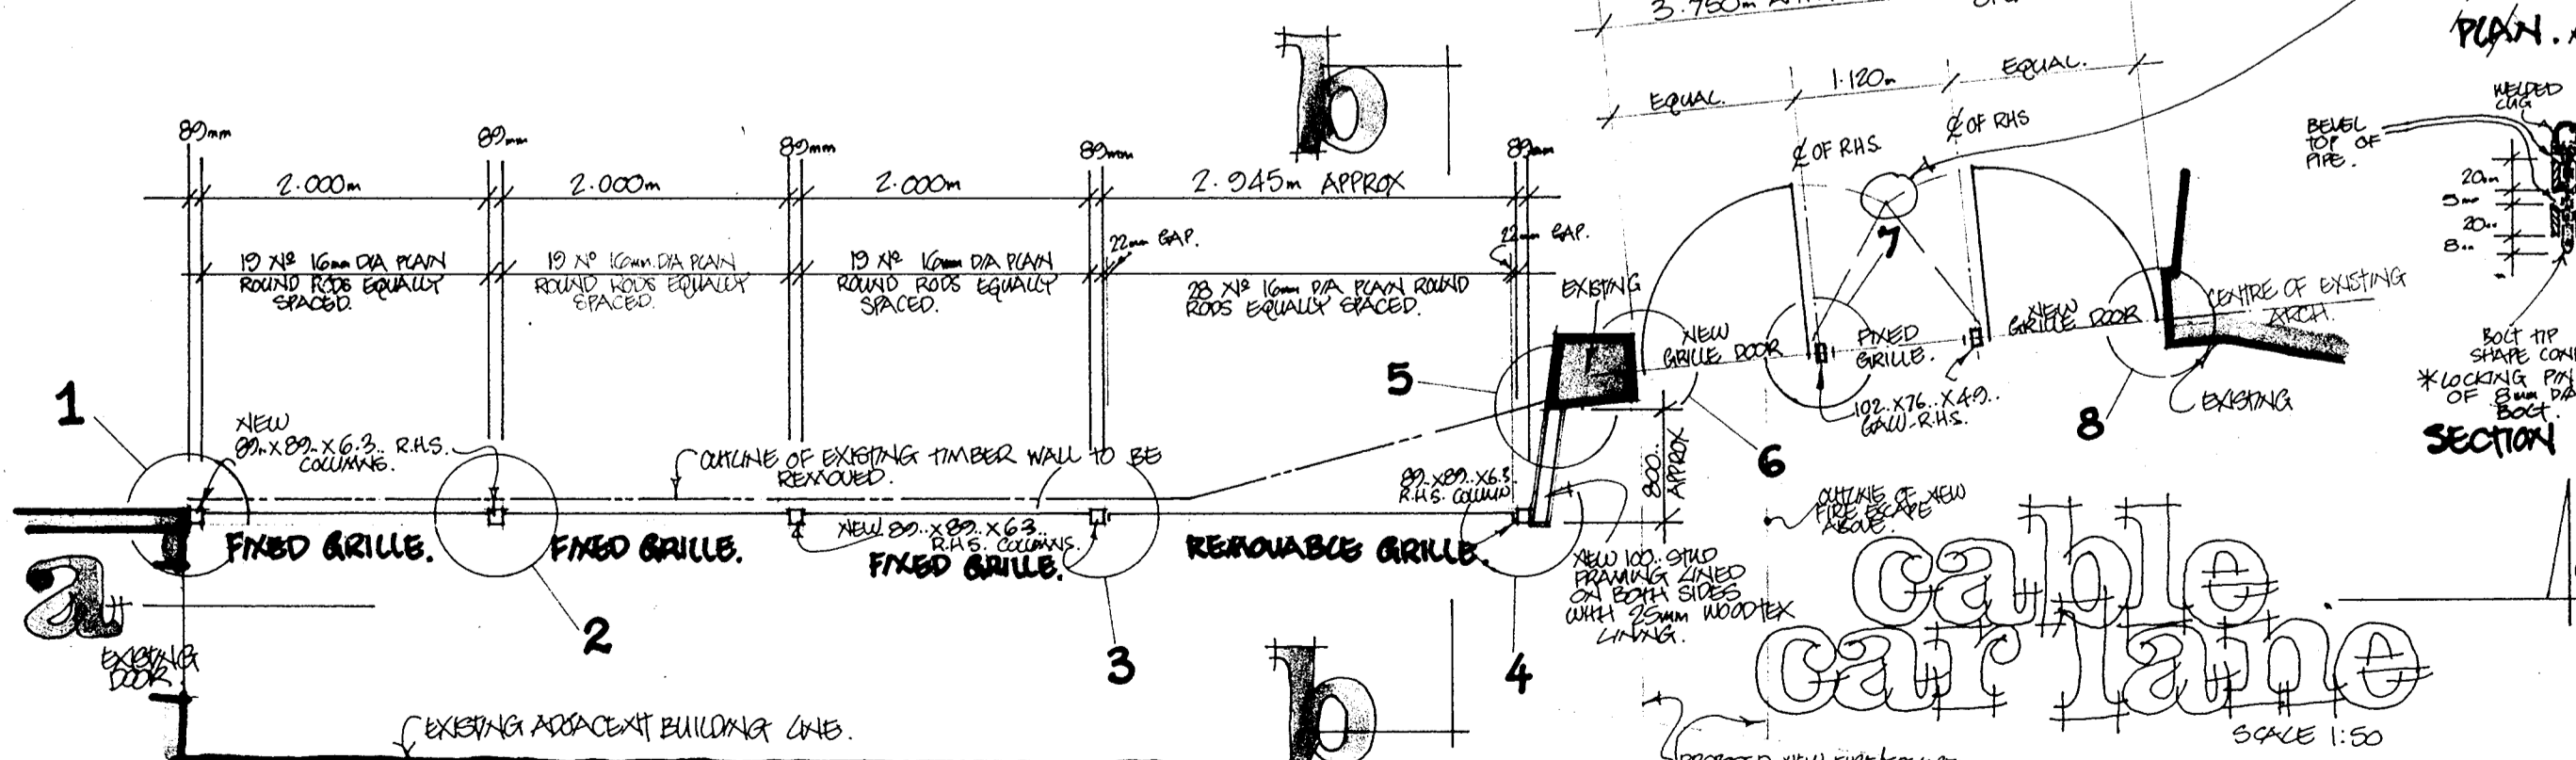 3.750m
PLAN.
b
1.120m
EQUAL.
EQUAL.
WELDED
LUG
BEVEL
TOP OF
PIPE.
89mm
89mm
89mm
89mm
89mm
℄ OF RHS
℄ OF RHS.
2.000m
2.000m
2.000m
2.945m APPROX
20mm
5mm
20..
8..
22mm GAP.
22mm GAP.
7
19 Nº 16mm DIA PLAIN
ROUND RODS EQUALLY
SPACED.
19 Nº 16mm DIA PLAIN
ROUND RODS EQUALLY
SPACED.
19 Nº 16mm DIA PLAIN
ROUND RODS EQUALLY
SPACED.
28 Nº 16mm DIA PLAIN ROUND
RODS EQUALLY SPACED.
EXISTING
NEW
GRILLE DOOR
FIXED
GRILLE.
NEW
GRILLE DOOR
CENTRE OF EXISTING
ARCH.
BOLT TIP
SHAPE
*LOCKING PIN
OF 8mm DIA
BOLT.
SECTION
1
5
6
8
NEW
89..X89..X6.3.. R.H.S.
COLUMNS.
OUTLINE OF EXISTING TIMBER WALL TO BE
REMOVED.
89..X89..X6.3..
R.H.S. COLUMN
800..
APPROX
102..X76..X4.9..
GALV. R.H.S.
EXISTING
OUTLINE OF NEW
FIRE ESCAPE
ABOVE.
FIXED GRILLE.
FIXED GRILLE.
NEW 89..X89..X6.3..
R.H.S. COLUMNS.
FIXED GRILLE.
REMOVABLE GRILLE.
NEW 100.. STUD
FRAMING LINED
ON BOTH SIDES
WITH 25mm WOODTEX
LINING.
a
EXISTING
DOOR
2
3
4
b
cable
car lane
SCALE 1:50
EXISTING ADJACENT BUILDING LINE.